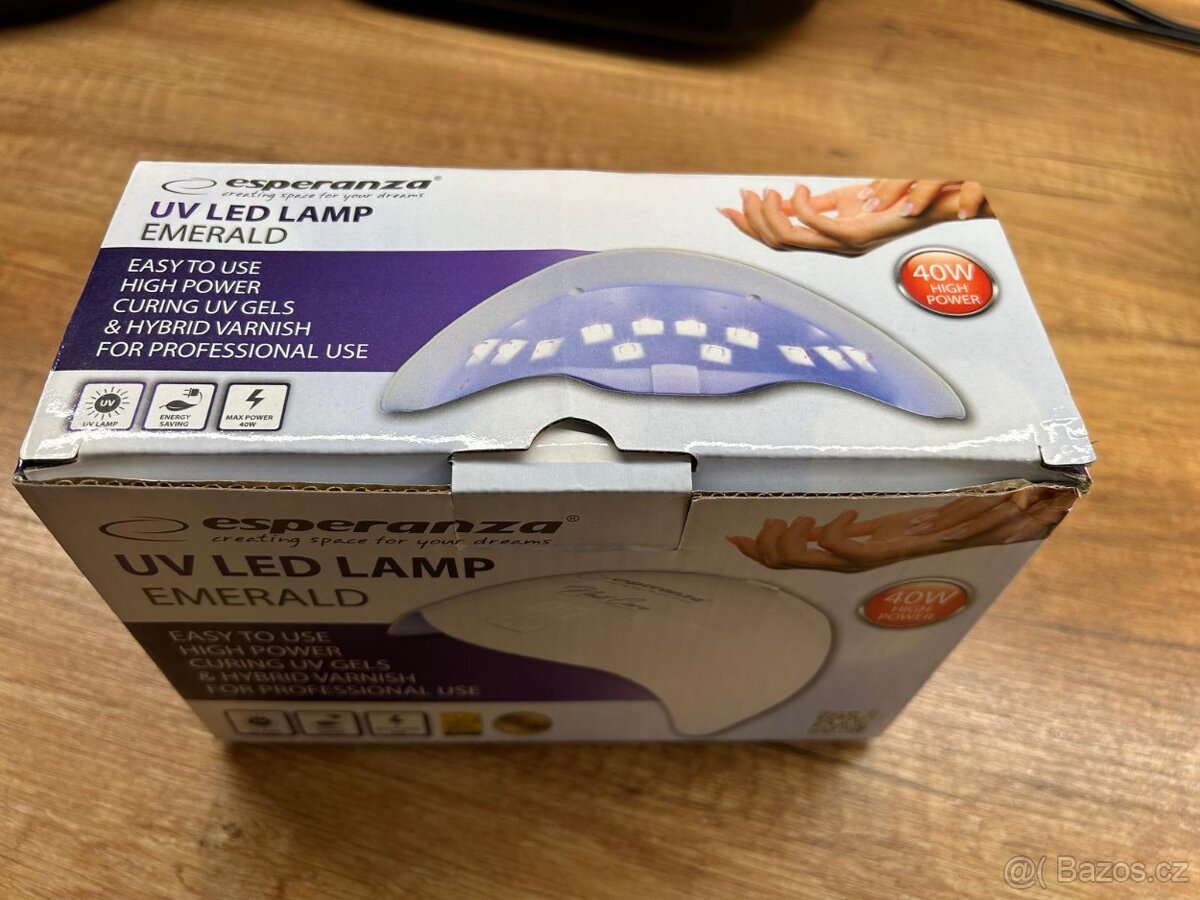 esperanza®
creating space for your dreams
UV LED LAMP
EMERALD
EASY TO USE
HIGH POWER
CURING UV GELS
& HYBRID VARNISH
FOR PROFESSIONAL USE
40W
HIGH
POWER
UV
UV LAMP
ENERGY
SAVING
MAX POWER
40W
esperanza®
creating space for your dreams
UV LED LAMP
EMERALD
EASY TO USE
HIGH POWER
CURING UV GELS
& HYBRID VARNISH
FOR PROFESSIONAL USE
esperanza
40W
HIGH
POWER
@( Bazos.cz